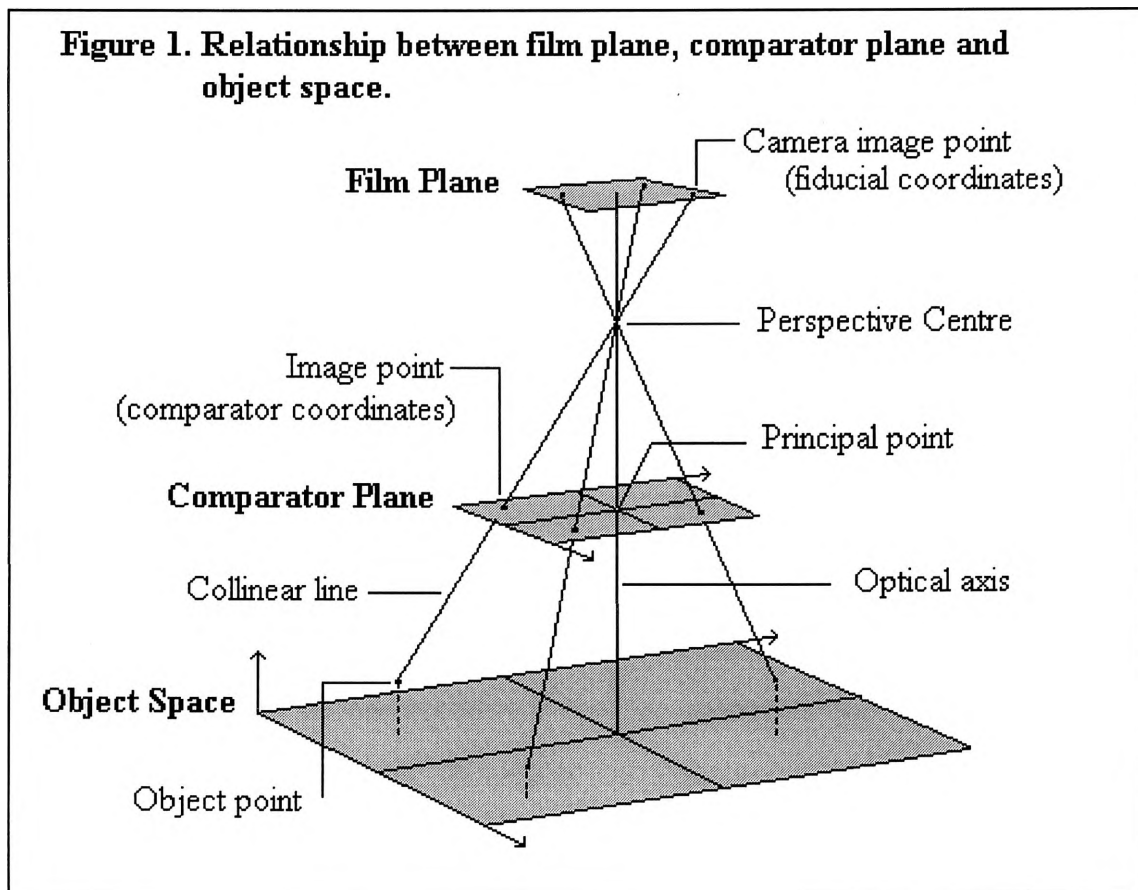 Figure 1. Relationship between film plane, comparator plane and
object space.
Camera image point
(fiducial coordinates)
Film Plane
Perspective Centre
Image point
(comparator coordinates)
Principal point
Comparator Plane
Collinear line
Optical axis
Object Space
Object point